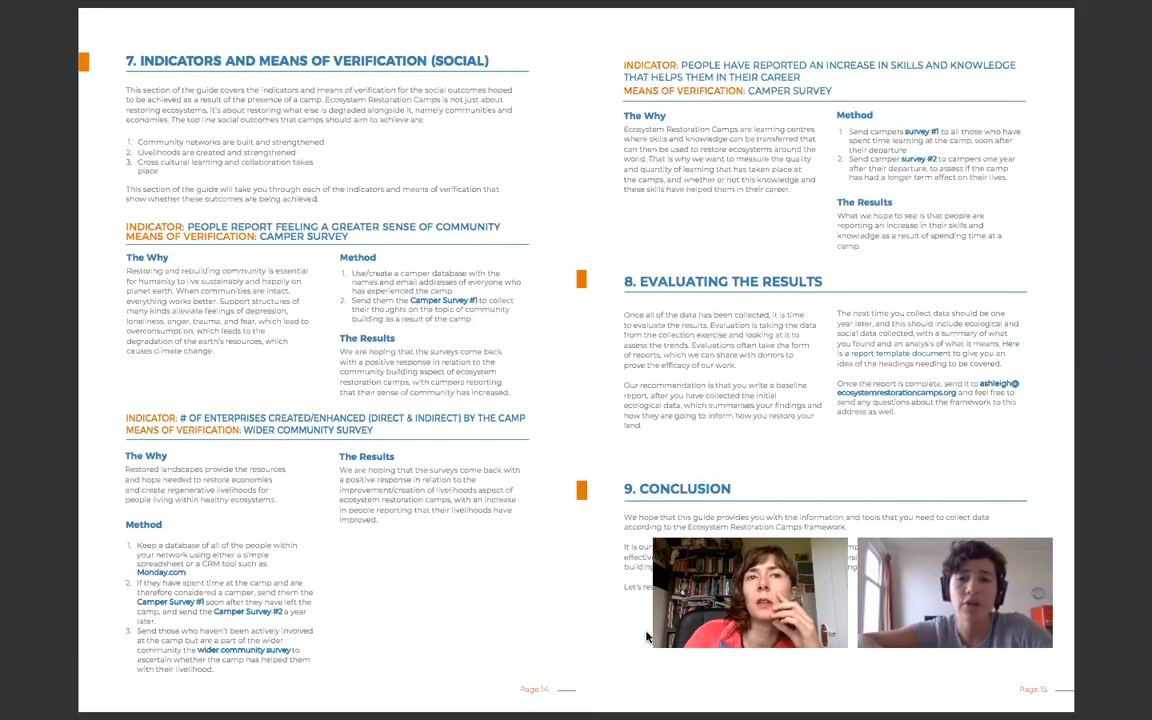 7. INDICATORS AND MEANS OF VERIFICATION (SOCIAL)
This section of the guide covers the indicators and means of verification for the social outcomes hoped
to be achieved as a result of the presence of a camp. Ecosystem Restoration Camps is not just about
restoring ecosystems, it's about restoring what else is degraded alongside it, namely communities and
economies. The top line social outcomes that camps should aim to achieve are:
1. Community networks are built and strengthened
2. Livelihoods are created and strengthened
3. Cross cultural learning and collaboration takes
place
This section of the guide will take you through each of the indicators and means of verification that
show whether these outcomes are being achieved.
INDICATOR: PEOPLE REPORT FEELING A GREATER SENSE OF COMMUNITY
MEANS OF VERIFICATION: CAMPER SURVEY
The Why
Restoring and rebuilding community is essential
for humanity to live sustainably and happily on
planet earth. When communities are intact,
everything works better. Support structures of
many kinds alleviate feelings of depression,
loneliness, anger, trauma, and fear, which lead to
overconsumption, which leads to the
degradation of the earth's resources, which
causes climate change.
Method
1. Use/create a camper database with the
names and email addresses of everyone who
has experienced the camp
2. Send them the Camper Survey #1 to collect
their thoughts on the topic of community
building as a result of the camp
The Results
We are hoping that the surveys come back
with a positive response in relation to the
community building aspect of ecosystem
restoration camps, with campers reporting
that their sense of community has increased.
INDICATOR: # OF ENTERPRISES CREATED/ENHANCED (DIRECT & INDIRECT) BY THE CAMP
MEANS OF VERIFICATION: WIDER COMMUNITY SURVEY
The Why
Restored landscapes provide the resources
and hope needed to restore economies
and create regenerative livelihoods for
people living within healthy ecosystems.
Method
1. Keep a database of all of the people within
your network using either a simple
spreadsheet or a CRM tool such as
Monday.com
2. If they have spent time at the camp and are
therefore considered a camper, send them the
Camper Survey #1 soon after they have left the
camp, and send the Camper Survey #2 a year
later.
3. Send those who haven't been actively involved
at the camp but are a part of the wider
community the wider community survey to
ascertain whether the camp has helped them
with their livelihood.
The Results
We are hoping that the surveys come back with
a positive response in relation to the
improvement/creation of livelihoods aspect of
ecosystem restoration camps, with an increase
in people reporting that their livelihoods have
improved.
Page 14
INDICATOR: PEOPLE HAVE REPORTED AN INCREASE IN SKILLS AND KNOWLEDGE
THAT HELPS THEM IN THEIR CAREER
MEANS OF VERIFICATION: CAMPER SURVEY
The Why
Ecosystem Restoration Camps are learning centres
where skills and knowledge can be transferred that
can then be used to restore ecosystems around the
world. That is why we want to measure the quality
and quantity of learning that has taken place at
the camps, and whether or not this knowledge and
these skills have helped them in their career.
Method
1. Send campers survey #1 to all those who have
spent time learning at the camp, soon after
their departure
2. Send camper survey #2 to campers one year
after their departure, to assess if the camp
has had a longer term effect on their lives.
The Results
What we hope to see is that people are
reporting an increase in their skills and
knowledge as a result of spending time at a
camp.
8. EVALUATING THE RESULTS
Once all of the data has been collected, it is time
to evaluate the results. Evaluation is taking the data
from the collection exercise and looking at it to
assess the trends. Evaluations often take the form
of reports, which we can share with donors to
prove the efficacy of our work.
Our recommendation is that you write a baseline
report, after you have collected the initial
ecological data, which summarises your findings and
how they are going to inform how you restore your
land.
The next time you collect data should be one
year later, and this should include ecological and
social data collected, with a summary of what
you found and an analysis of what it means. Here
is a report template document to give you an
idea of the headings needing to be covered.
Once the report is complete, send it to ashleigh@
ecosystemrestorationcamps.org and feel free to
send any questions about the framework to this
address as well.
9. CONCLUSION
We hope that this guide provides you with the information and tools that you need to collect data
according to the Ecosystem Restoration Camps framework.
It is our
building
Let's
Page 15